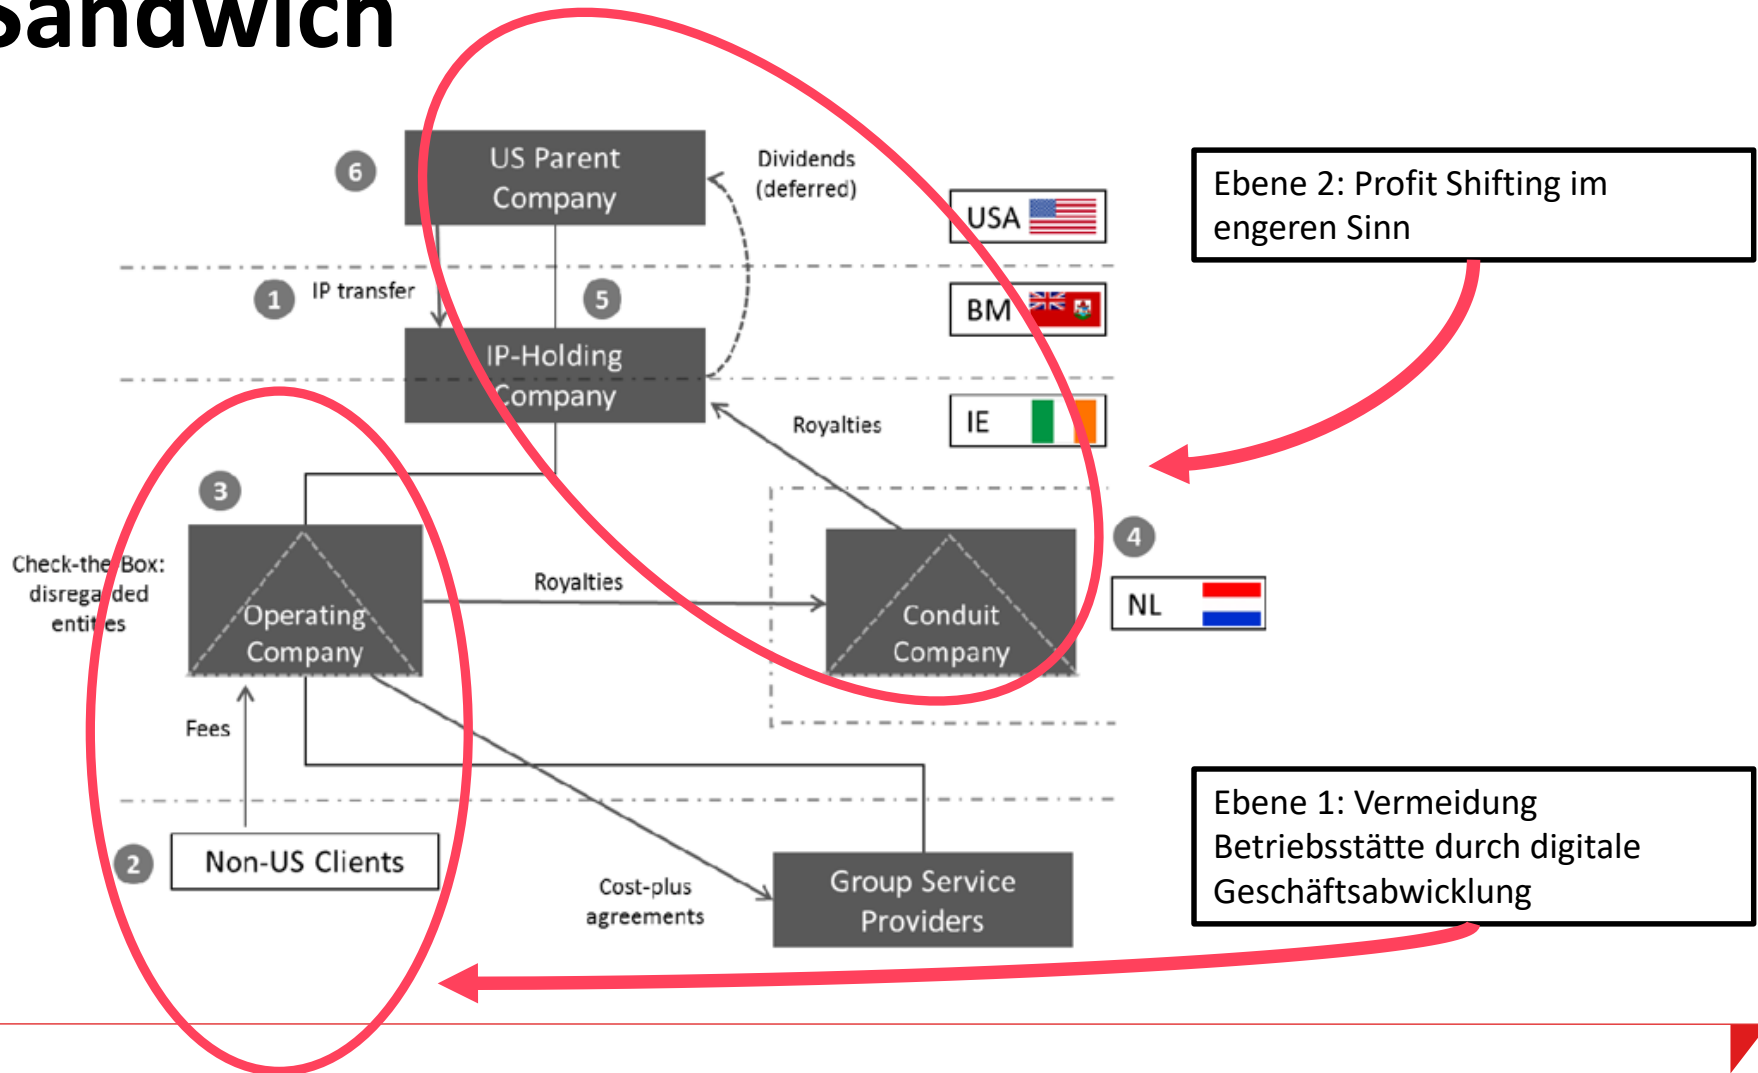 Sandwich
6
US Parent
Company
Dividends
(deferred)
USA
Ebene 2: Profit Shifting im
engeren Sinn
1
IP transfer
5
BM
IP-Holding
Company
Royalties
IE
3
Check-the-Box:
disregarded
entities
Operating
Company
Royalties
Conduit
Company
4
NL
Fees
2
Non-US Clients
Cost-plus
agreements
Group Service
Providers
Ebene 1: Vermeidung
Betriebsstätte durch digitale
Geschäftsabwicklung